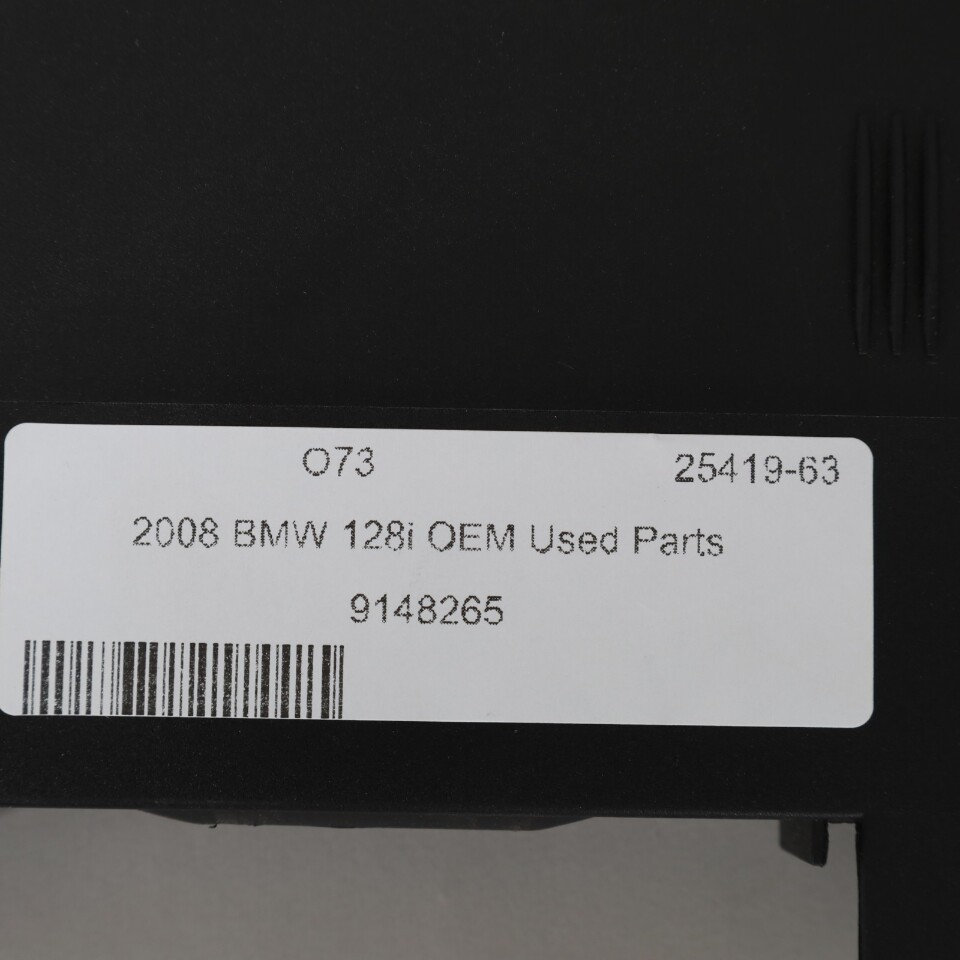 O73 25419-63
2008 BMW 128i OEM Used Parts
9148265